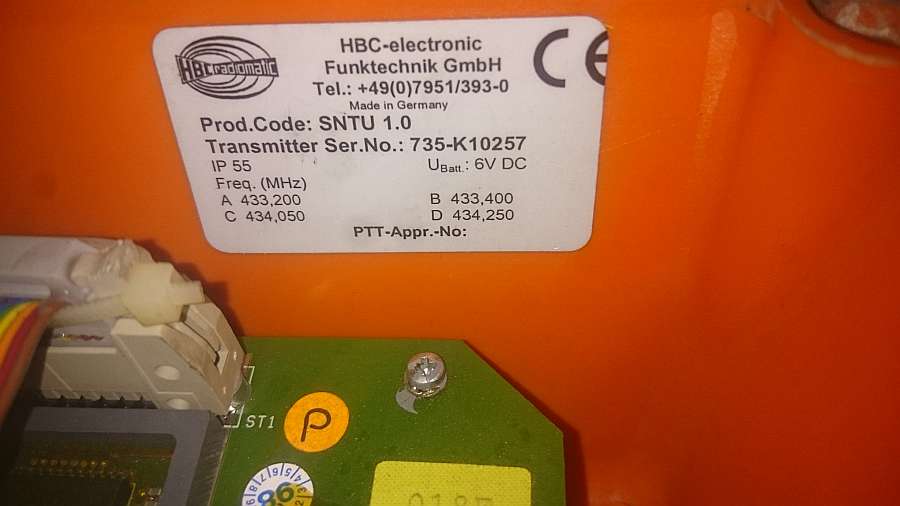 HBC radiomatic
HBC-electronic
Funktechnik GmbH
Tel.: +49(0)7951/393-0
Made in Germany
CE
Prod.Code: SNTU 1.0
Transmitter Ser.No.: 735-K10257
IP 55 UBatt.: 6V DC
Freq. (MHz)
A 433,200 B 433,400
C 434,050 D 434,250
PTT-Appr.-No:
ST1
P